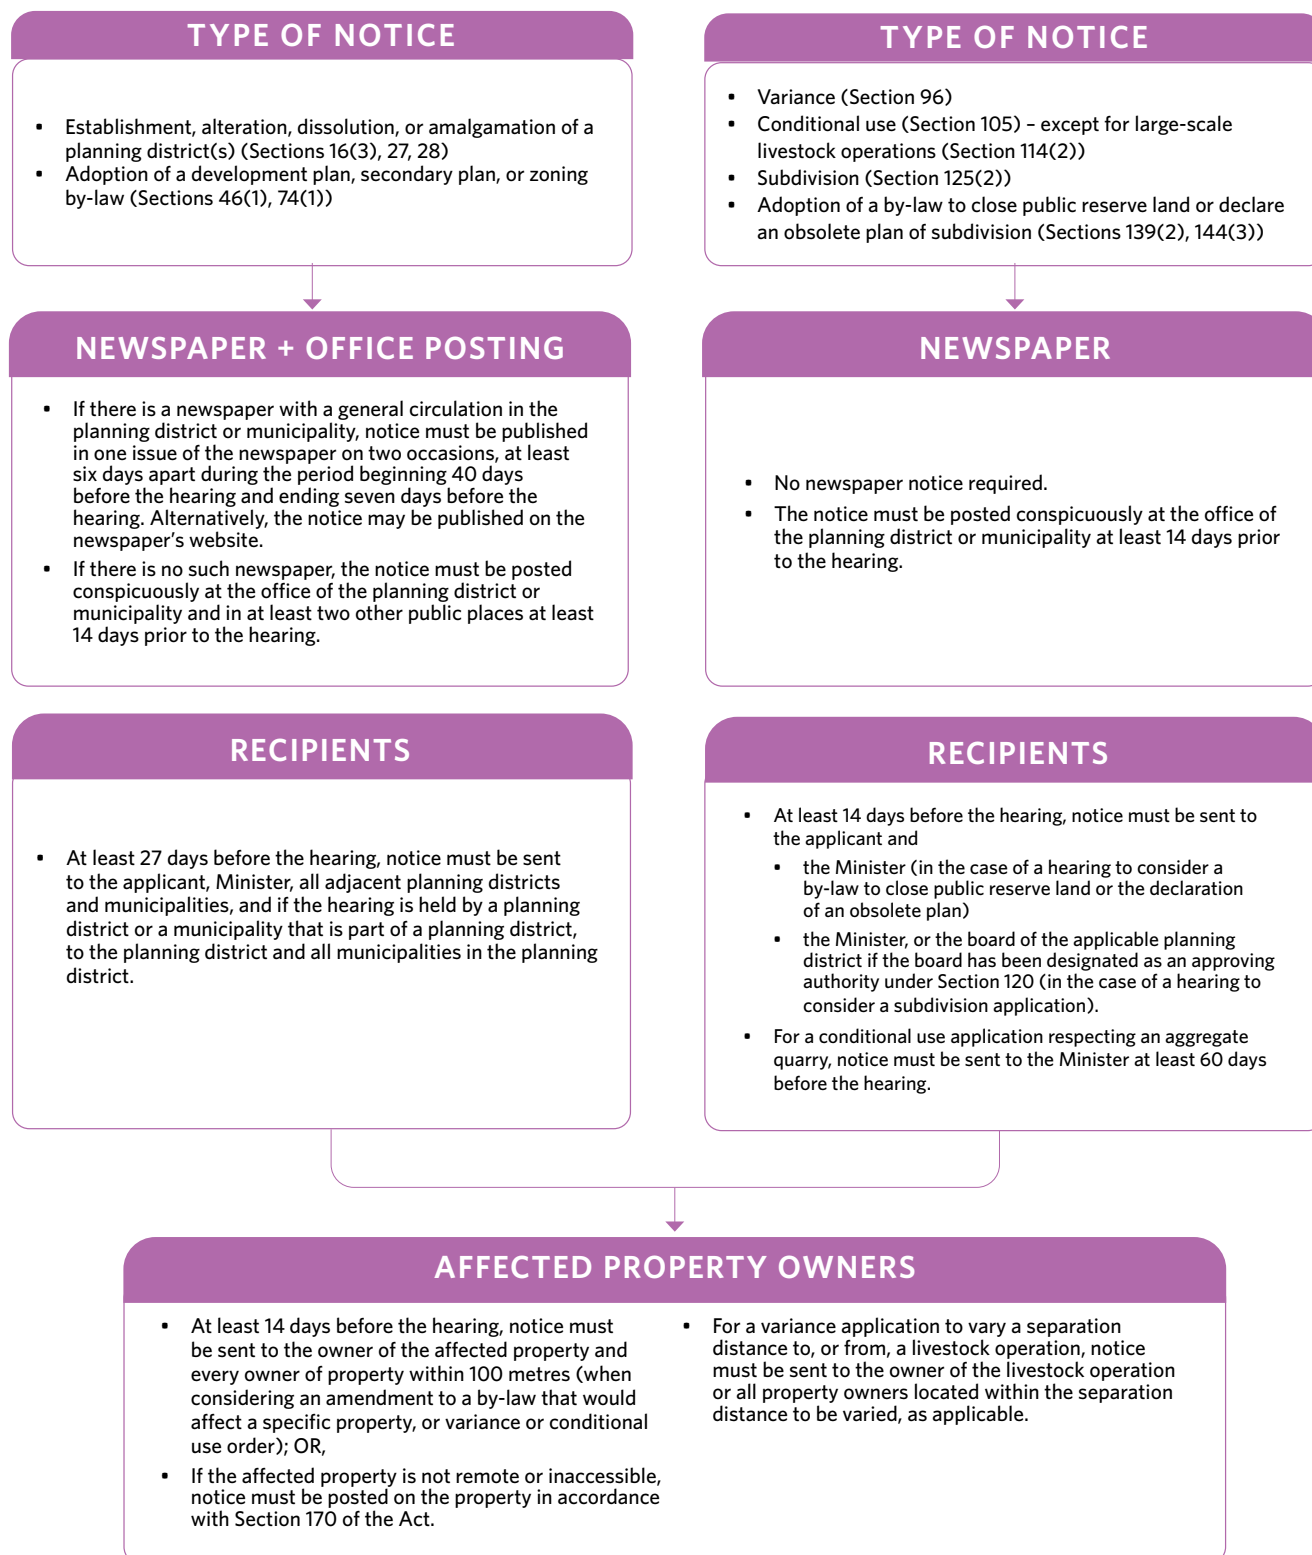 TYPE OF NOTICE
• Establishment, alteration, dissolution, or amalgamation of a
planning district(s) (Sections 16(3), 27, 28)
• Adoption of a development plan, secondary plan, or zoning
by-law (Sections 46(1), 74(1))
TYPE OF NOTICE
• Variance (Section 96)
• Conditional use (Section 105) – except for large-scale
livestock operations (Section 114(2))
• Subdivision (Section 125(2))
• Adoption of a by-law to close public reserve land or declare
an obsolete plan of subdivision (Sections 139(2), 144(3))
NEWSPAPER + OFFICE POSTING
• If there is a newspaper with a general circulation in the
planning district or municipality, notice must be published
in one issue of the newspaper on two occasions, at least
six days apart during the period beginning 40 days
before the hearing and ending seven days before the
hearing. Alternatively, the notice may be published on the
newspaper’s website.
• If there is no such newspaper, the notice must be posted
conspicuously at the office of the planning district or
municipality and in at least two other public places at least
14 days prior to the hearing.
NEWSPAPER
• No newspaper notice required.
• The notice must be posted conspicuously at the office of
the planning district or municipality at least 14 days prior
to the hearing.
RECIPIENTS
• At least 27 days before the hearing, notice must be sent
to the applicant, Minister, all adjacent planning districts
and municipalities, and if the hearing is held by a planning
district or a municipality that is part of a planning district,
to the planning district and all municipalities in the planning
district.
RECIPIENTS
• At least 14 days before the hearing, notice must be sent to
the applicant and
• the Minister (in the case of a hearing to consider a
by-law to close public reserve land or the declaration
of an obsolete plan)
• the Minister, or the board of the applicable planning
district if the board has been designated as an approving
authority under Section 120 (in the case of a hearing to
consider a subdivision application).
• For a conditional use application respecting an aggregate
quarry, notice must be sent to the Minister at least 60 days
before the hearing.
AFFECTED PROPERTY OWNERS
• At least 14 days before the hearing, notice must
be sent to the owner of the affected property and
every owner of property within 100 metres (when
considering an amendment to a by-law that would
affect a specific property, or variance or conditional
use order); OR,
• If the affected property is not remote or inaccessible,
notice must be posted on the property in accordance
with Section 170 of the Act.
• For a variance application to vary a separation
distance to, or from, a livestock operation, notice
must be sent to the owner of the livestock operation
or all property owners located within the separation
distance to be varied, as applicable.